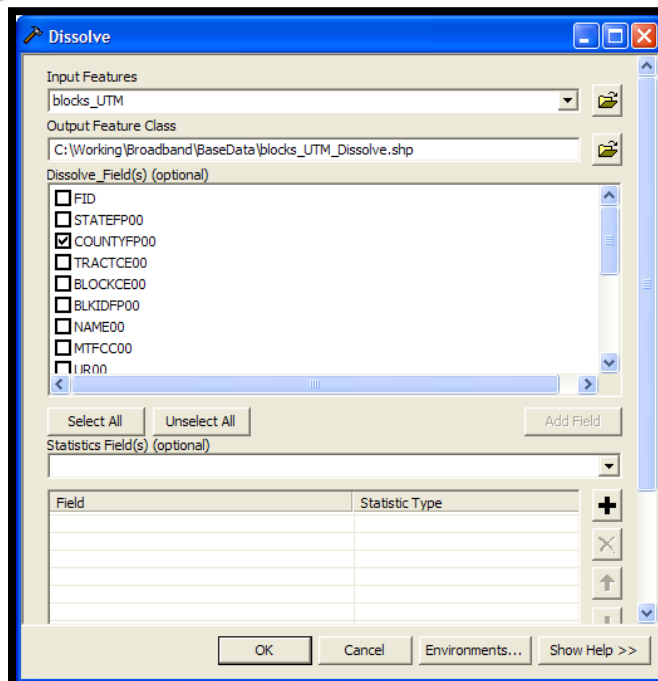 Dissolve
Input Features
blocks_UTM
Output Feature Class
C:\Working\Broadband\BaseData\blocks_UTM_Dissolve.shp
Dissolve_Field(s) (optional)
FID
STATEFP00
COUNTYFP00
TRACTCE00
BLOCKCE00
BLKIDFP00
NAME00
MTFCC00
UR00
Select All Unselect All Add Field
Statistics Field(s) (optional)
Field Statistic Type
OK Cancel Environments... Show Help >>